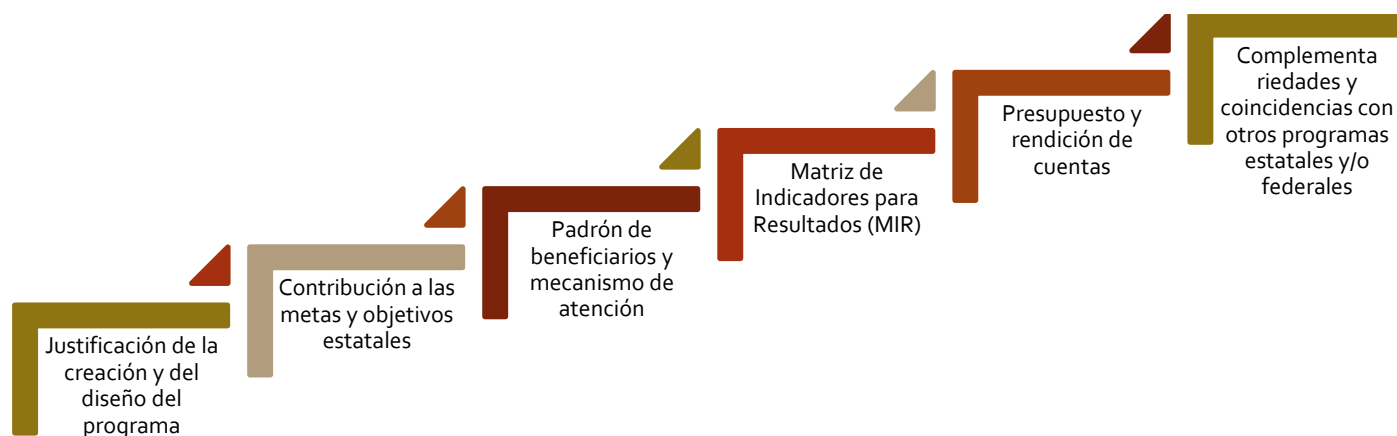 Justificación de la
creación y del
diseño del
programa
Contribución a las
metas y objetivos
estatales
Padrón de
beneficiarios y
mecanismo de
atención
Matriz de
Indicadores para
Resultados (MIR)
Presupuesto y
rendición de
cuentas
Complementa
riedades y
coincidencias con
otros programas
estatales y/o
federales